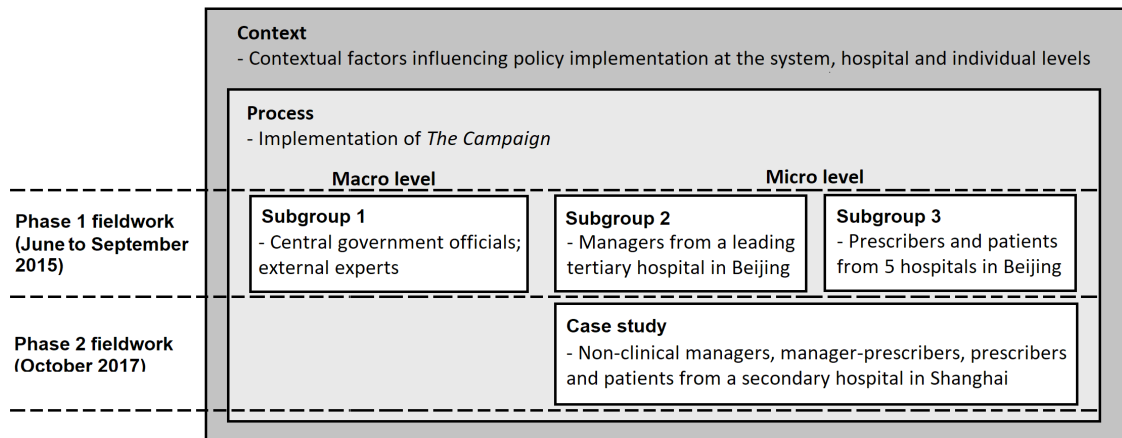 Context
- Contextual factors influencing policy implementation at the system, hospital and individual levels
Process
- Implementation of The Campaign
Macro level
Micro level
Phase 1 fieldwork
(June to September
2015)
Subgroup 1
- Central government officials;
external experts
Subgroup 2
- Managers from a leading
tertiary hospital in Beijing
Subgroup 3
- Prescribers and patients
from 5 hospitals in Beijing
Phase 2 fieldwork
(October 2017)
Case study
- Non-clinical managers, manager-prescribers, prescribers
and patients from a secondary hospital in Shanghai